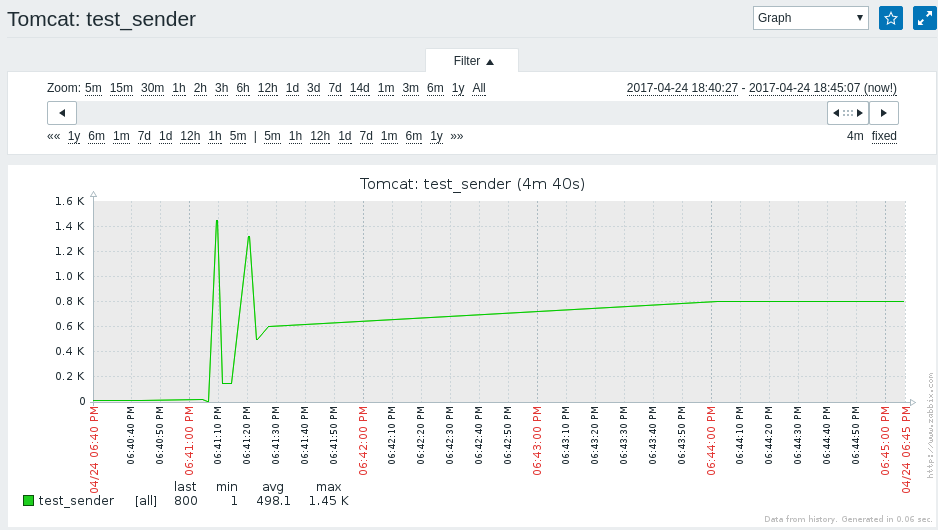 Tomcat: test_sender
Graph
Filter
Zoom: 5m 15m 30m 1h 2h 3h 6h 12h 1d 3d 7d 14d 1m 3m 6m 1y All
2017-04-24 18:40:27 - 2017-04-24 18:45:07 (now!)
«« 1y 6m 1m 7d 1d 12h 1h 5m | 5m 1h 12h 1d 7d 1m 6m 1y »»
4m fixed
Tomcat: test_sender (4m 40s)
1.6 K
1.4 K
1.2 K
1.0 K
0.8 K
0.6 K
0.4 K
0.2 K
0
04/24 06:40 PM
06:40:40 PM
06:40:50 PM
06:41:00 PM
06:41:10 PM
06:41:20 PM
06:41:30 PM
06:41:40 PM
06:41:50 PM
06:42:00 PM
06:42:10 PM
06:42:20 PM
06:42:30 PM
06:42:40 PM
06:42:50 PM
06:43:00 PM
06:43:10 PM
06:43:20 PM
06:43:30 PM
06:43:40 PM
06:43:50 PM
06:44:00 PM
06:44:10 PM
06:44:20 PM
06:44:30 PM
06:44:40 PM
06:44:50 PM
06:45:00 PM
04/24 06:45 PM
http://www.zabbix.com
last min avg max
test_sender [all] 800 1 498.1 1.45 K
Data from history. Generated in 0.06 sec.